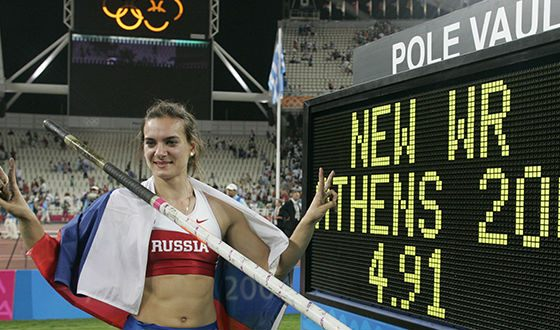 POLE VAUL
NEW WR
ATHENS 20
4.91
RUSSIA